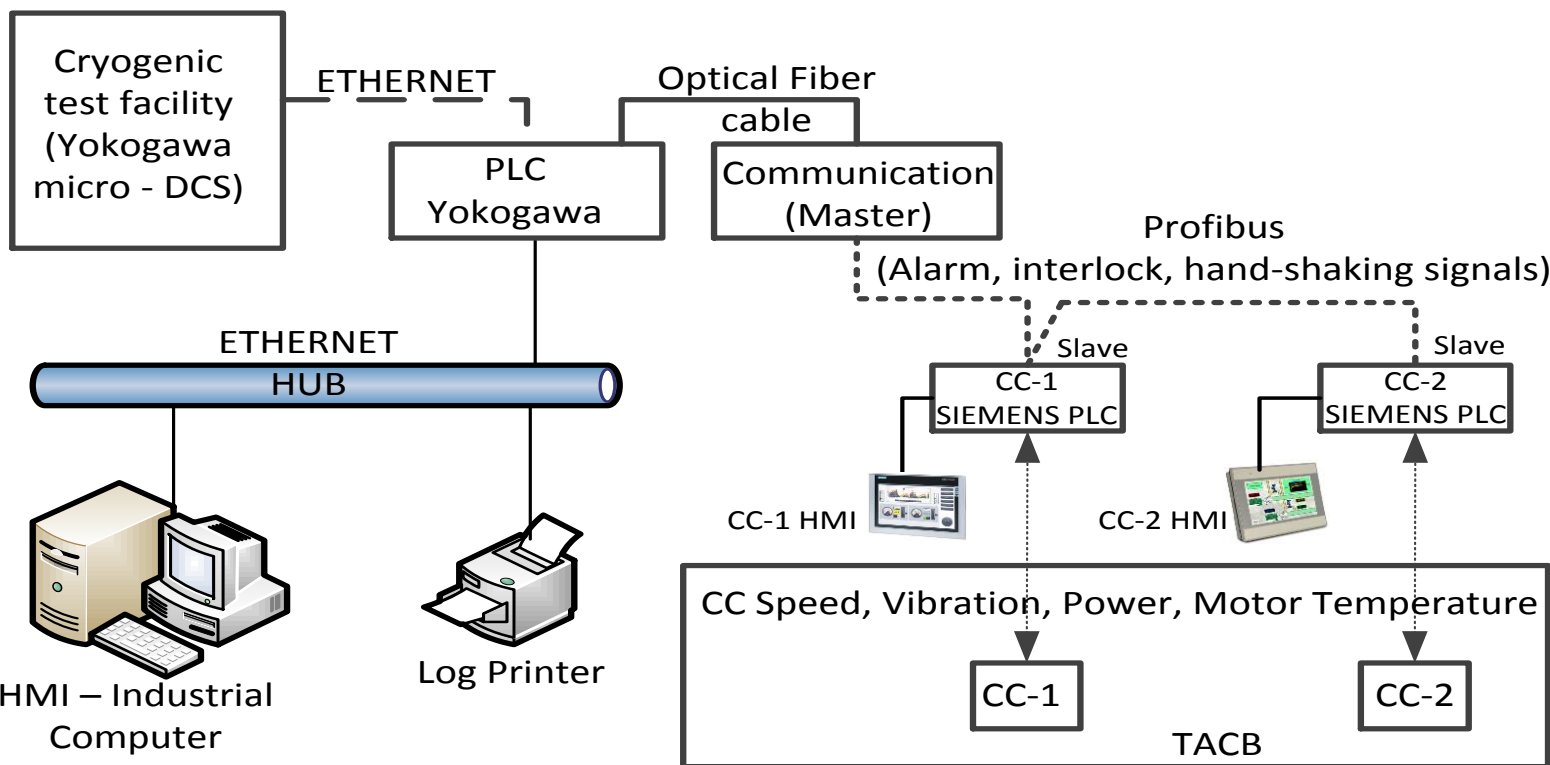 Cryogenic
test facility
(Yokogawa
micro - DCS)
ETHERNET
Optical Fiber
cable
PLC
Yokogawa
Communication
(Master)
Profibus
(Alarm, interlock, hand-shaking signals)
ETHERNET
HUB
Slave
CC-1
SIEMENS PLC
Slave
CC-2
SIEMENS PLC
CC-1 HMI
CC-2 HMI
HMI – Industrial
Computer
Log Printer
CC Speed, Vibration, Power, Motor Temperature
CC-1
CC-2
TACB